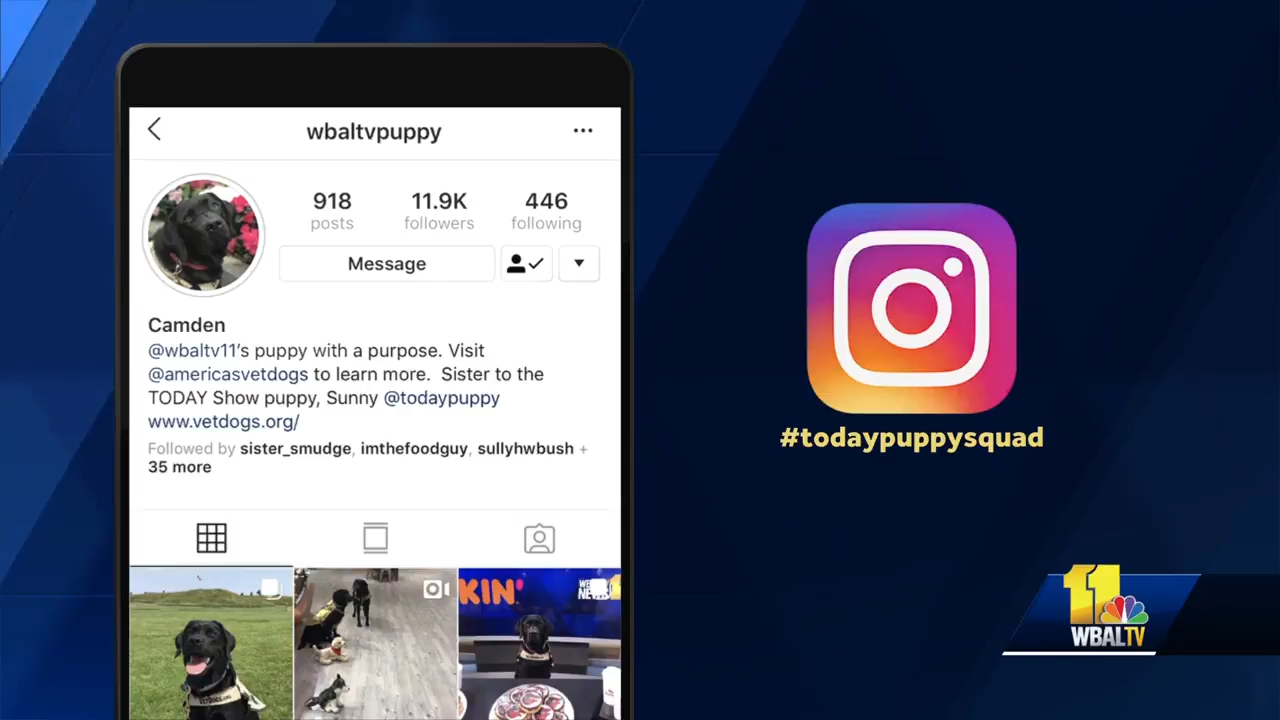 wbaltvpuppy
918
11.9K
446
posts
followers
following
Message
Camden
@wbaltv11's puppy with a purpose. Visit
@americasvetdogs to learn more. Sister to the
TODAY Show puppy, Sunny @todaypuppy
www.vetdogs.org/
Followed by sister_smudge, imthefoodguy, sullyhwbush +
35 more
KIN'
#todaypuppysquad
11
WBALTV